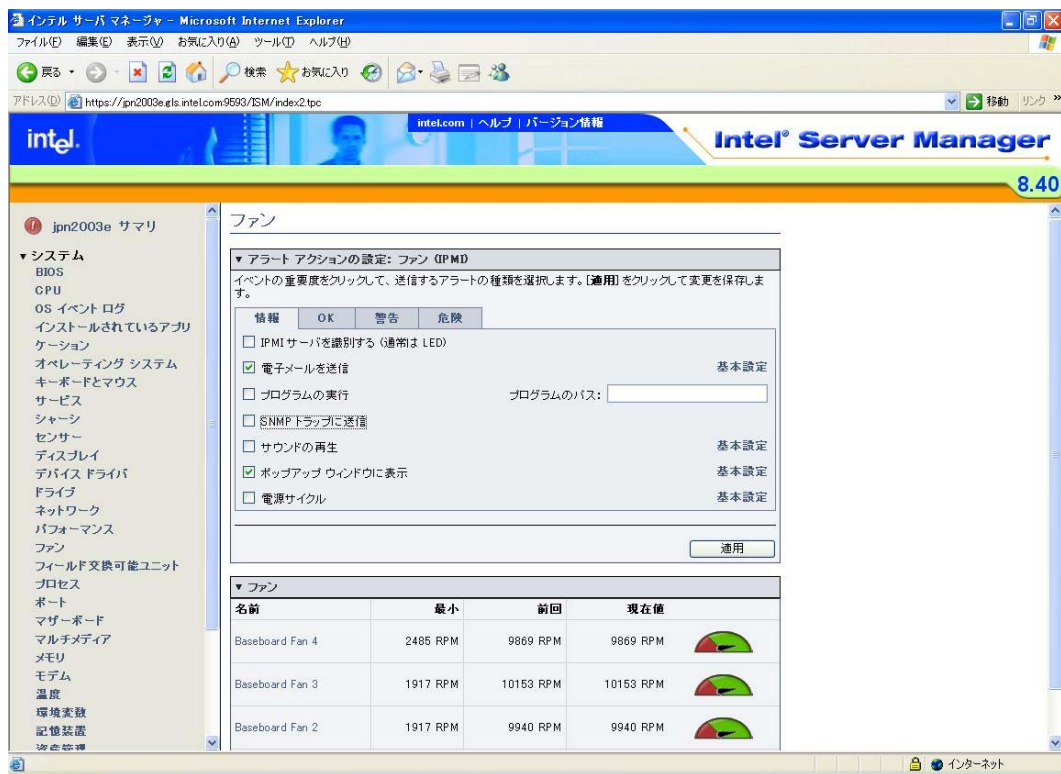 インテル サーバ マネージャ - Microsoft Internet Explorer
ファイル(F) 編集(E) 表示(V) お気に入り(A) ツール(T) ヘルプ(H)
戻る 検索 お気に入り
アドレス(D) https://jpn2003e.gls.intel.com:9593/ISM/index2.tpc 移動 リンク »
intel.com | ヘルプ | バージョン情報
intel.
Intel® Server Manager
8.40
jpn2003e サマリ
▼システム
BIOS
CPU
OS イベント ログ
インストールされているアプリ
ケーション
オペレーティング システム
キーボードとマウス
サービス
シャーシ
センサー
ディスプレイ
デバイス ドライバ
ドライブ
ネットワーク
パフォーマンス
ファン
フィールド交換可能ユニット
プロセス
ポート
マザーボード
マルチメディア
メモリ
モデム
温度
環境変数
記憶装置
資産管理
ファン
▼ アラート アクションの設定: ファン (IPMI)
イベントの重要度をクリックして、送信するアラートの種類を選択します。[適用] をクリックして変更を保存しま
す。
情報 OK 警告 危険
IPMI サーバを識別する (通常は LED)
電子メールを送信 基本設定
プログラムの実行 プログラムのパス:
SNMP トラップに送信
サウンドの再生 基本設定
ポップアップ ウィンドウに表示 基本設定
電源サイクル 基本設定
適用
▼ ファン
名前 最小 前回 現在値
Baseboard Fan 4 2485 RPM 9869 RPM 9869 RPM
Baseboard Fan 3 1917 RPM 10153 RPM 10153 RPM
Baseboard Fan 2 1917 RPM 9940 RPM 9940 RPM
インターネット